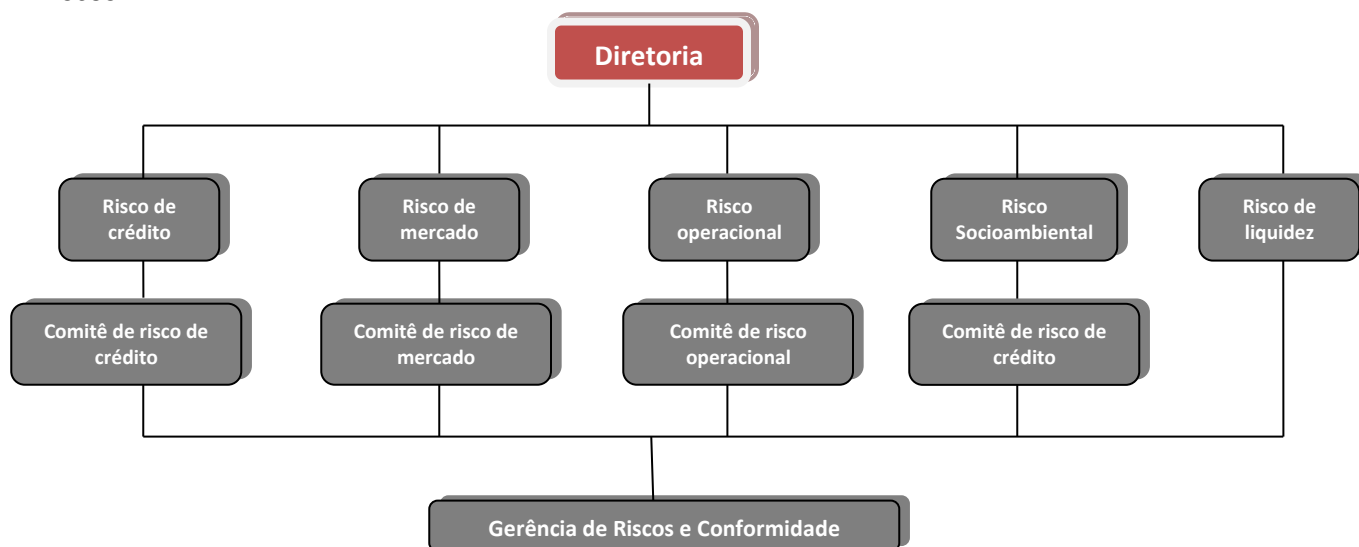 Diretoria
Risco de
crédito
Risco de
mercado
Risco
operacional
Risco
Socioambiental
Risco de
liquidez
Comitê de risco de
crédito
Comitê de risco de
mercado
Comitê de risco
operacional
Comitê de risco de
crédito
Gerência de Riscos e Conformidade